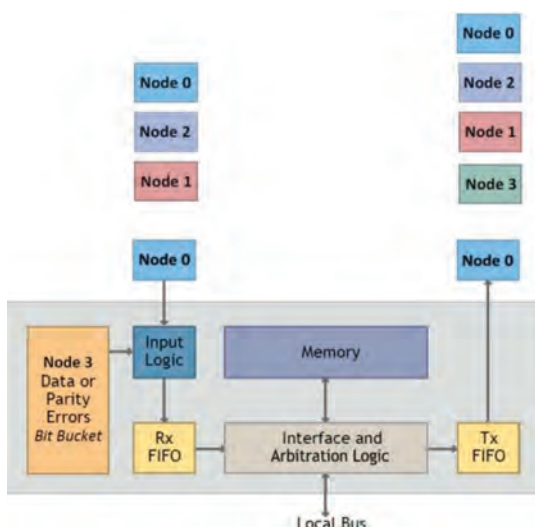 Node 0
Node 0
Node 2
Node 2
Node 1
Node 1
Node 3
Node 0
Node 0
Node 3
Data or
Parity
Errors
Bit Bucket
Input
Logic
Memory
Rx
FIFO
Interface and
Arbitration Logic
Tx
FIFO
Local Bus